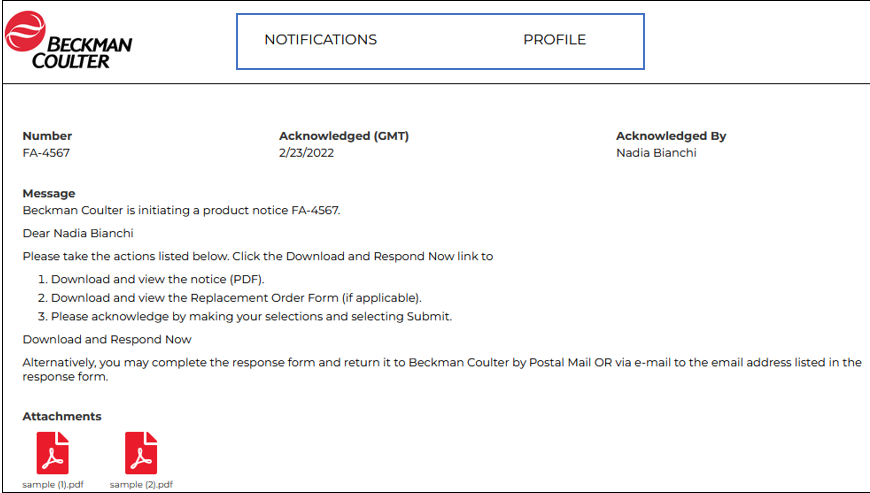 BECKMAN
COULTER
NOTIFICATIONS PROFILE
Number Acknowledged (GMT) Acknowledged By
FA-4567 2/23/2022 Nadia Bianchi
Message
Beckman Coulter is initiating a product notice FA-4567.
Dear Nadia Bianchi
Please take the actions listed below. Click the Download and Respond Now link to
1. Download and view the notice (PDF).
2. Download and view the Replacement Order Form (if applicable).
3. Please acknowledge by making your selections and selecting Submit.
Download and Respond Now
Alternatively, you may complete the response form and return it to Beckman Coulter by Postal Mail OR via e-mail to the email address listed in the
response form.
Attachments
sample (1).pdf sample (2).pdf